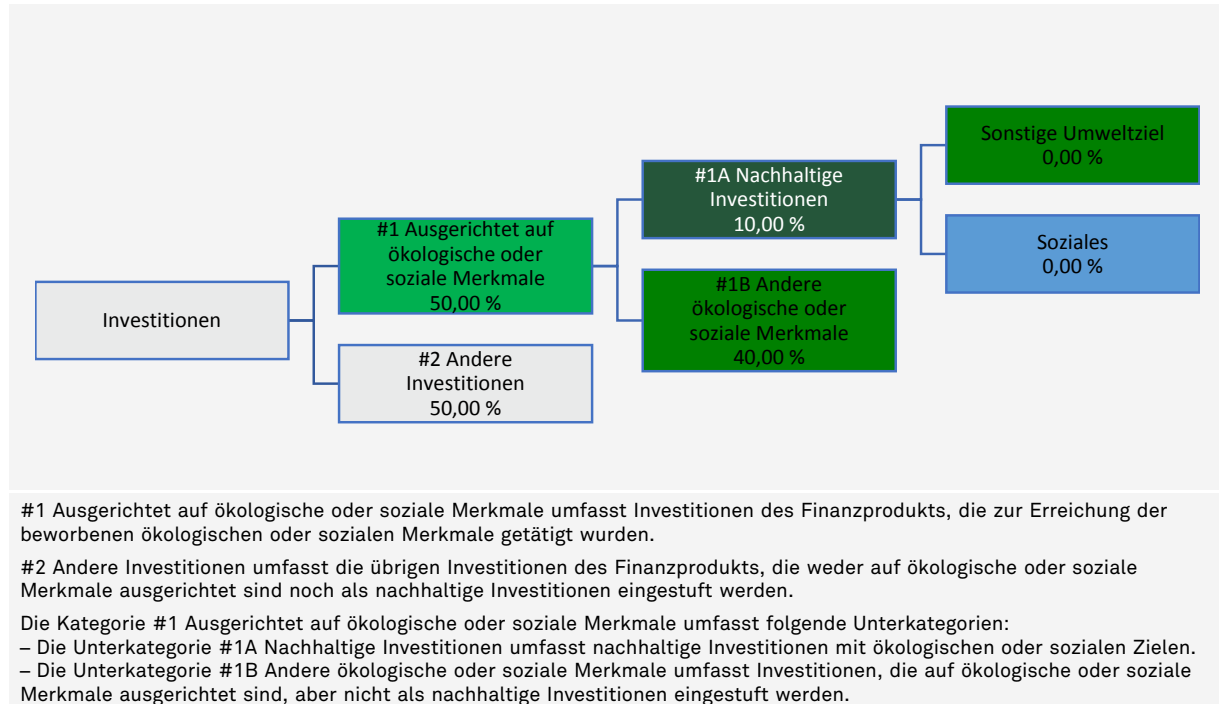 Investitionen
#1 Ausgerichtet auf
ökologische oder
soziale Merkmale
50,00 %
#2 Andere
Investitionen
50,00 %
#1A Nachhaltige
Investitionen
10,00 %
#1B Andere
ökologische oder
soziale Merkmale
40,00 %
Sonstige Umweltziel
0,00 %
Soziales
0,00 %
#1 Ausgerichtet auf ökologische oder soziale Merkmale umfasst Investitionen des Finanzprodukts, die zur Erreichung der
beworbenen ökologischen oder sozialen Merkmale getätigt wurden.
#2 Andere Investitionen umfasst die übrigen Investitionen des Finanzprodukts, die weder auf ökologische oder soziale
Merkmale ausgerichtet sind noch als nachhaltige Investitionen eingestuft werden.
Die Kategorie #1 Ausgerichtet auf ökologische oder soziale Merkmale umfasst folgende Unterkategorien:
– Die Unterkategorie #1A Nachhaltige Investitionen umfasst nachhaltige Investitionen mit ökologischen oder sozialen Zielen.
– Die Unterkategorie #1B Andere ökologische oder soziale Merkmale umfasst Investitionen, die auf ökologische oder soziale
Merkmale ausgerichtet sind, aber nicht als nachhaltige Investitionen eingestuft werden.